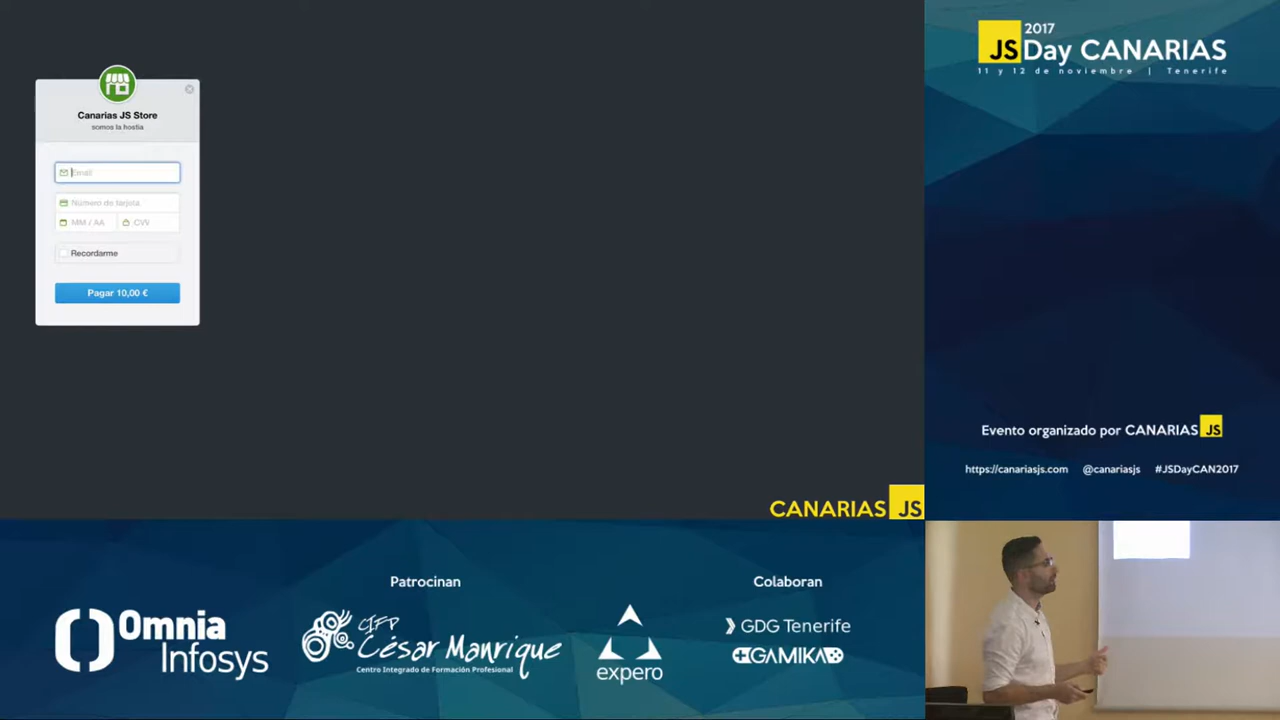 Canarias JS Store
somos la hostia
Email
Número de tarjeta
MM / AA
CVV
Recordarme
Pagar 10,00 €
CANARIAS JS
2017
JS Day CANARIAS
11 y 12 de noviembre | Tenerife
Evento organizado por CANARIAS JS
https://canariasjs.com @canariasjs #JSDayCAN2017
Patrocinan
Omnia
Infosys
CIFP
César Manrique
Centro Integrado de Formación Profesional
expero
Colaboran
GDG Tenerife
GAMIKA